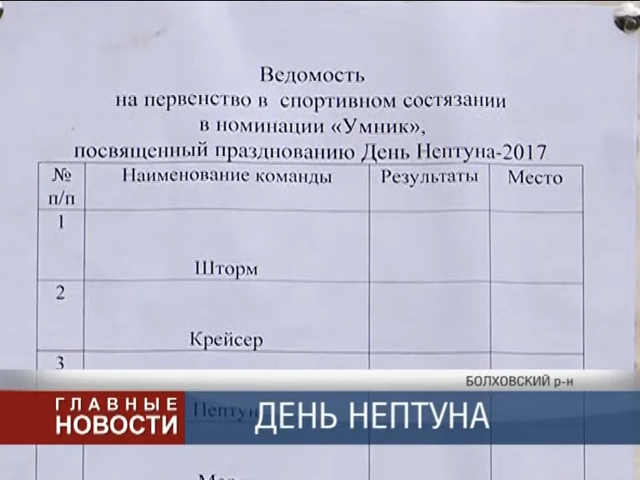 Ведомость
на первенство в спортивном состязании
в номинации «Умник»,
посвященный празднованию День Нептуна-2017
№ п/п Наименование команды Результаты Место
1
Шторм
2
Крейсер
3
БОЛХОВСКИЙ р-н
ГЛАВНЫЕ
НОВОСТИ
ДЕНЬ НЕПТУНА